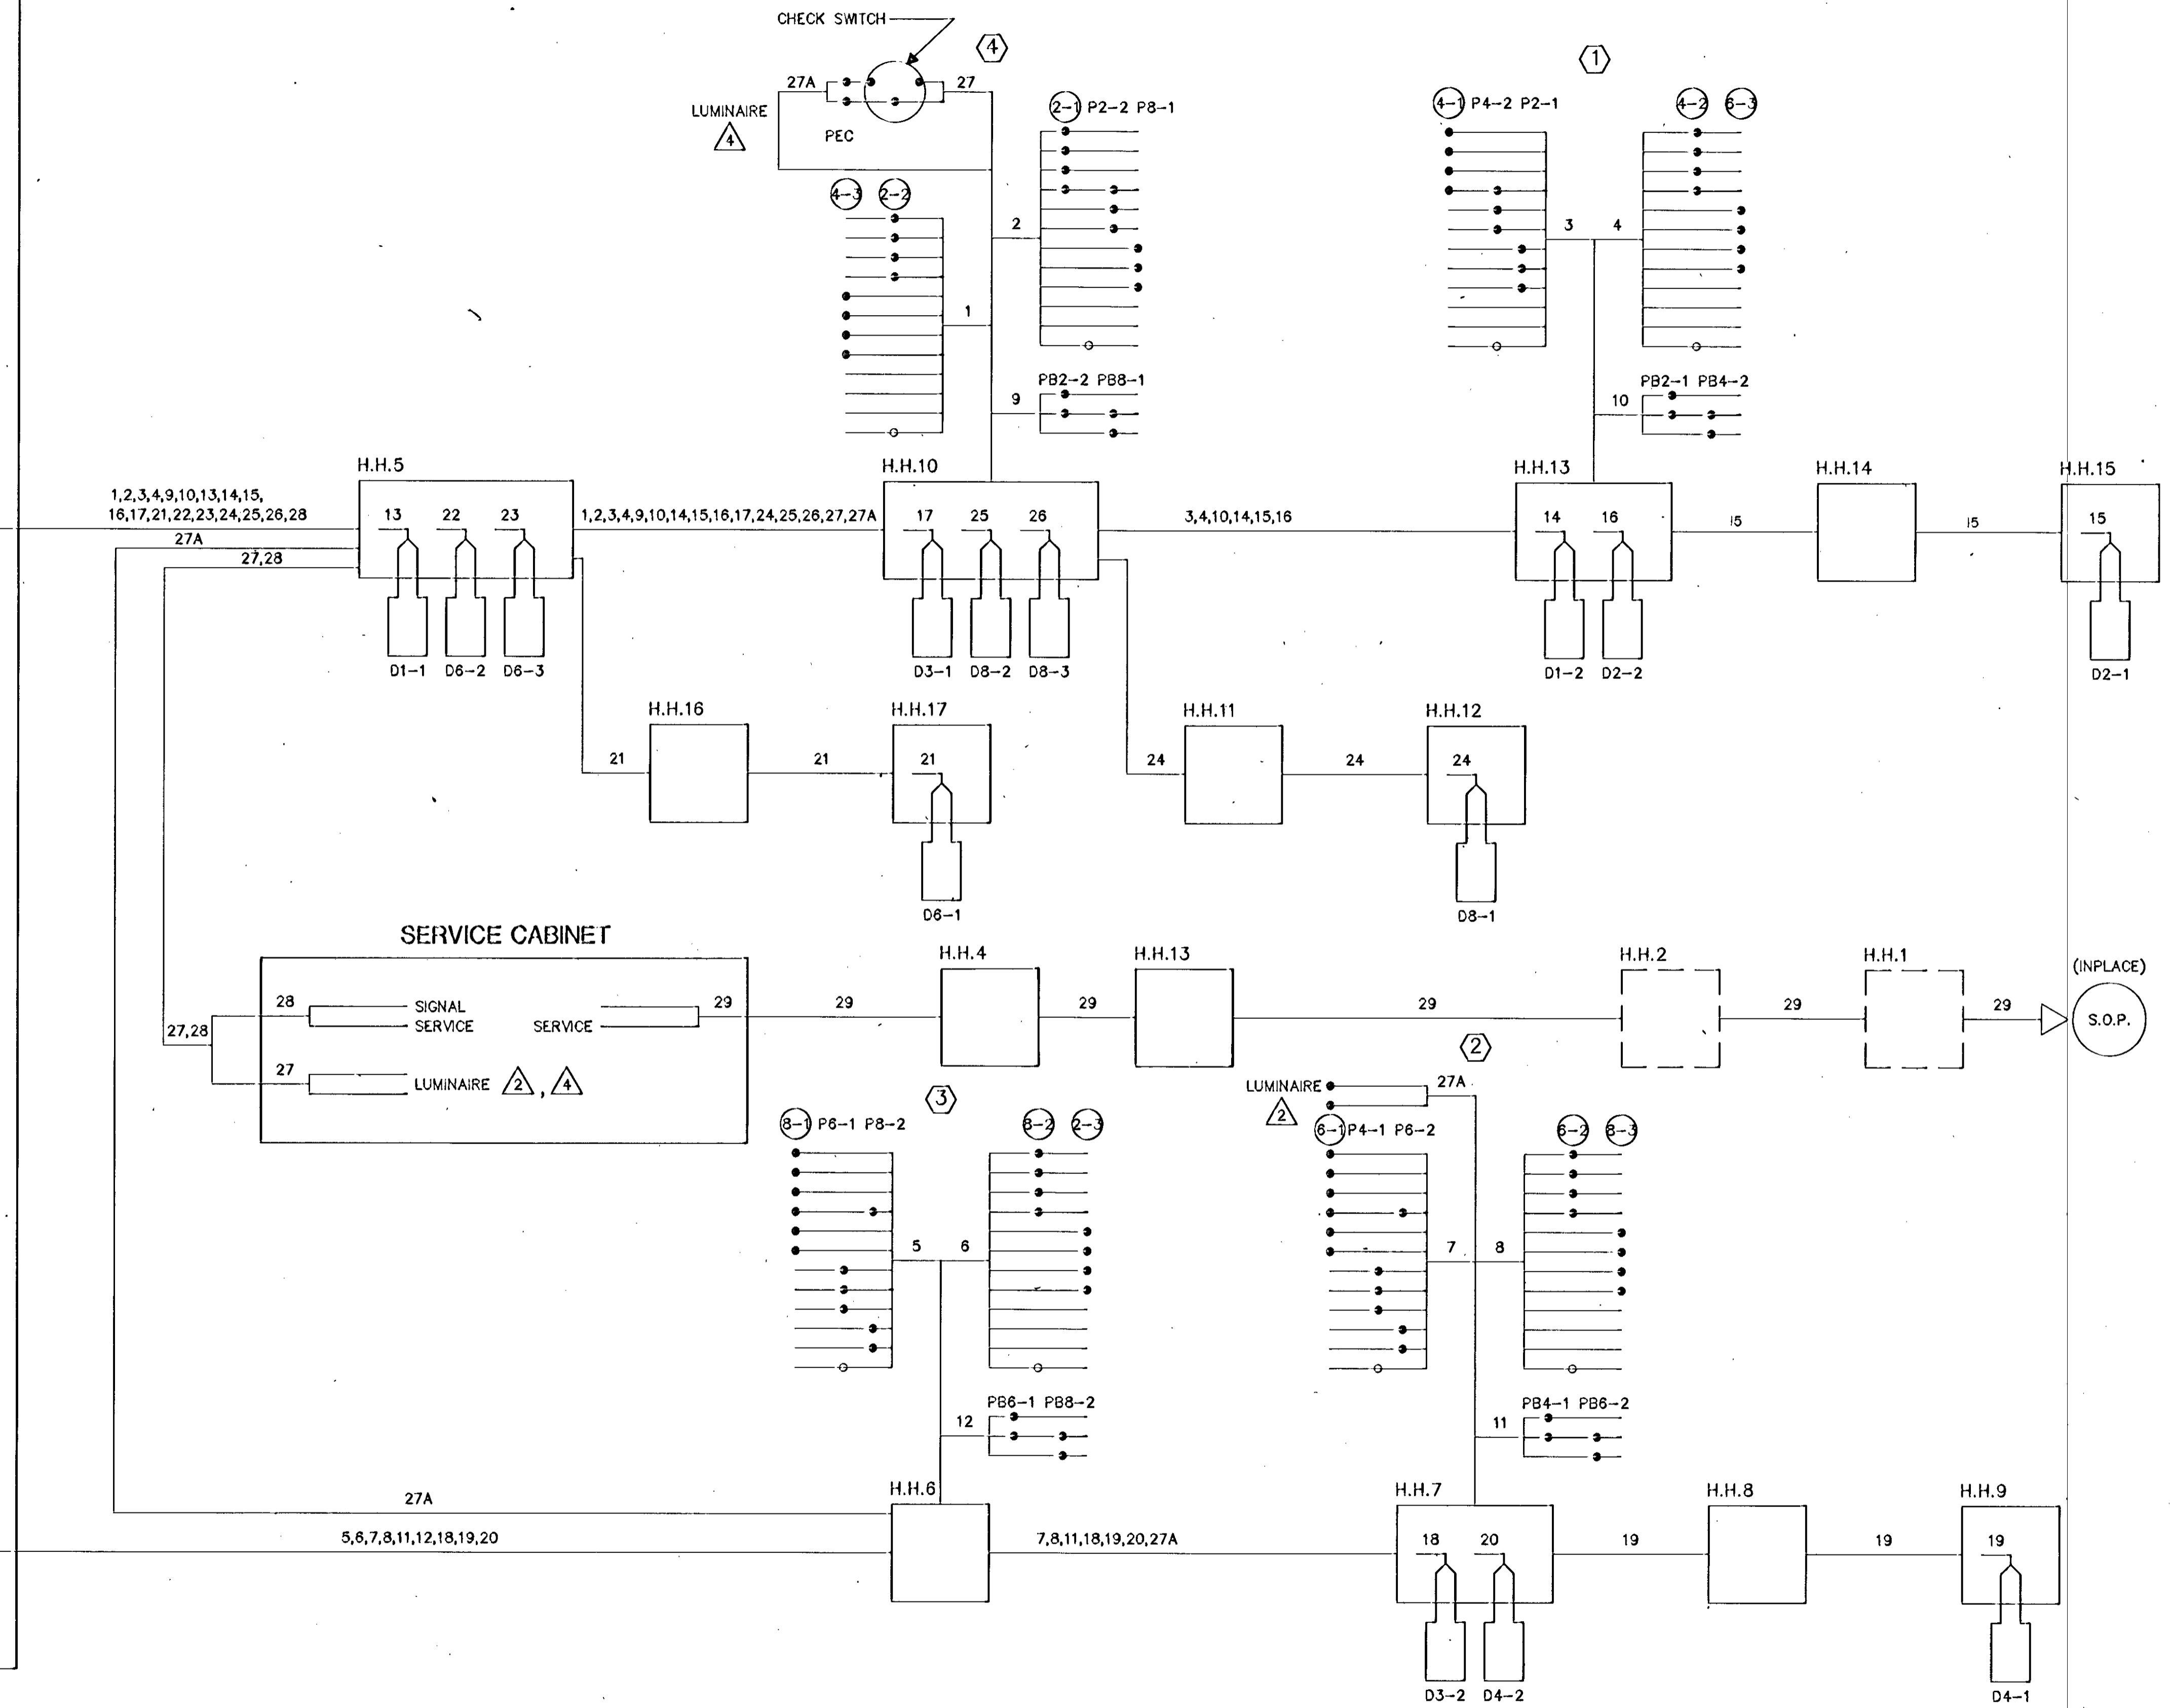 CHECK SWITCH
4
1
27A
27
LUMINAIRE
4
PEC
2-1 P2-2 P8-1
4-1 P4-2 P2-1
4-2 6-3
4-3 2-2
2
3
4
1
PB2-2 PB8-1
9
PB2-1 PB4-2
10
H.H.5
H.H.10
H.H.13
H.H.14
H.H.15
1,2,3,4,9,10,13,14,15,
16,17,21,22,23,24,25,26,28
13
22
23
1,2,3,4,9,10,14,15,16,17,24,25,26,27,27A
17
25
26
3,4,10,14,15,16
14
16
15
15
15
27A
27,28
D1-1
D6-2
D6-3
D3-1
D8-2
D8-3
D1-2
D2-2
D2-1
H.H.16
H.H.17
H.H.11
H.H.12
21
21
21
24
24
24
D6-1
D8-1
SERVICE CABINET
H.H.4
H.H.13
H.H.2
H.H.1
(INPLACE)
28
SIGNAL
SERVICE
SERVICE
29
29
29
29
29
29
S.O.P.
27,28
27
LUMINAIRE 2 , 4
3
2
LUMINAIRE
2
27A
8-1 P6-1 P8-2
8-2 2-3
6-1 P4-1 P6-2
6-2 8-3
5
6
7
8
PB6-1 PB8-2
12
PB4-1 PB6-2
11
H.H.6
H.H.7
H.H.8
H.H.9
27A
5,6,7,8,11,12,18,19,20
7,8,11,18,19,20,27A
18
20
19
19
19
D3-2
D4-2
D4-1